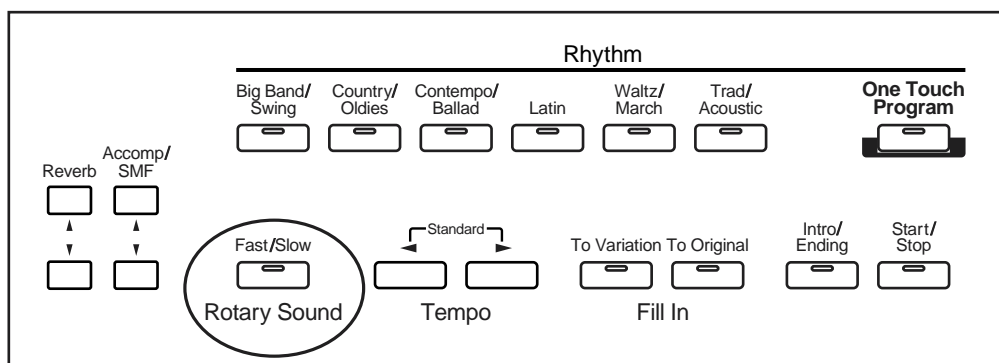 Rhythm
Big Band/
Swing
Country/
Oldies
Contempo/
Ballad
Latin
Waltz/
March
Trad/
Acoustic
One Touch
Program
Reverb
Accomp/
SMF
Fast/Slow
Rotary Sound
Standard
Tempo
To Variation To Original
Fill In
Intro/
Ending
Start/
Stop